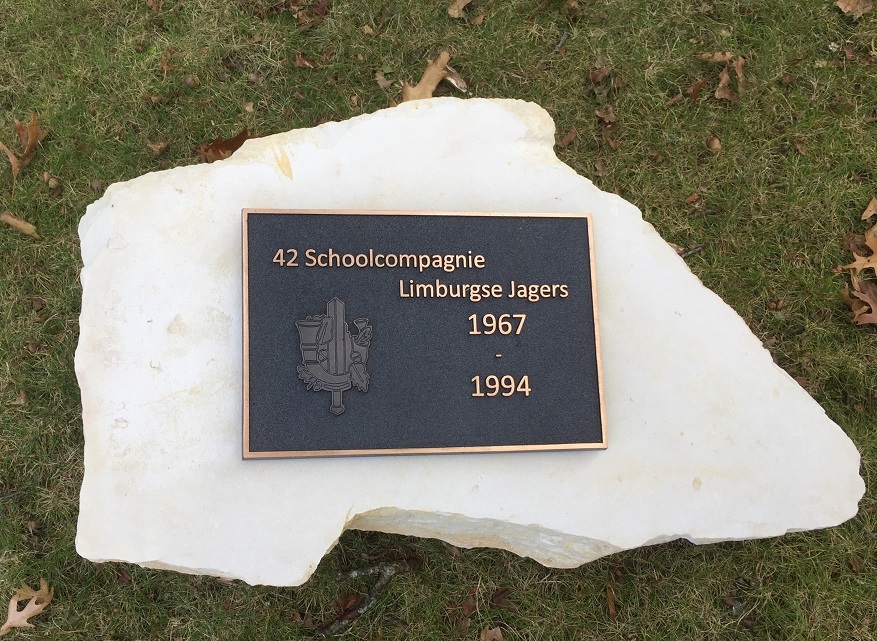 42 Schoolcompagnie
Limburgse Jagers
1967
-
1994